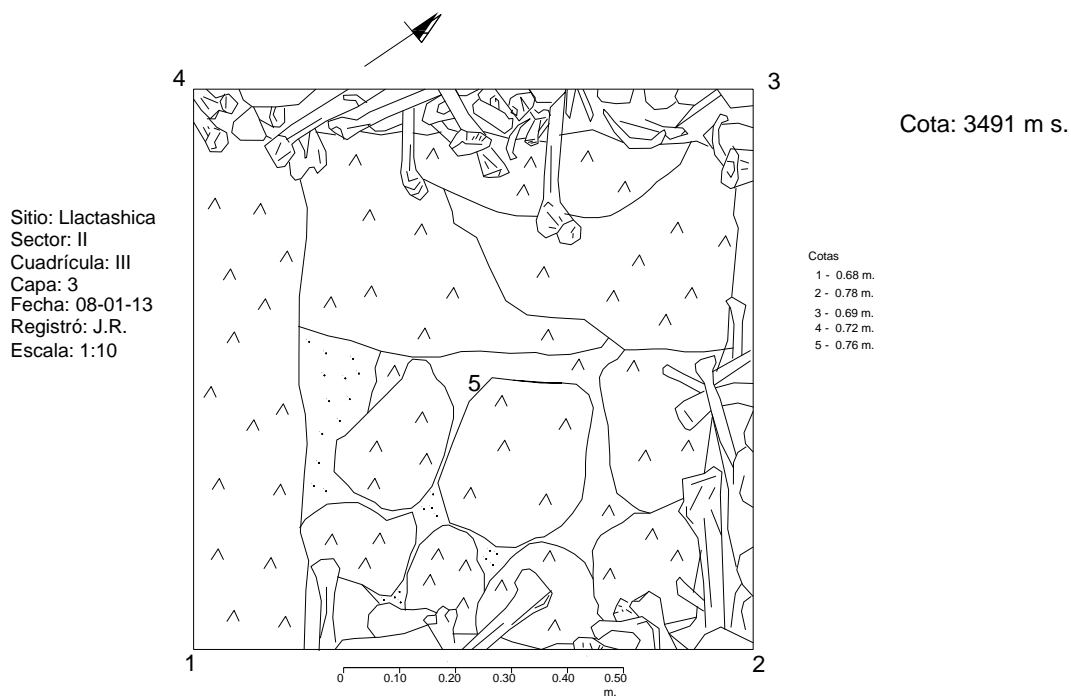 4
3
Cota: 3491 m s.
Sitio: Llactashica
Sector: II
Cuadrícula: III
Capa: 3
Fecha: 08-01-13
Registró: J.R.
Escala: 1:10
Cotas
1 - 0.68 m.
2 - 0.78 m.
3 - 0.69 m.
4 - 0.72 m.
5 - 0.76 m.
5
1
2
0 0.10 0.20 0.30 0.40 0.50
m.